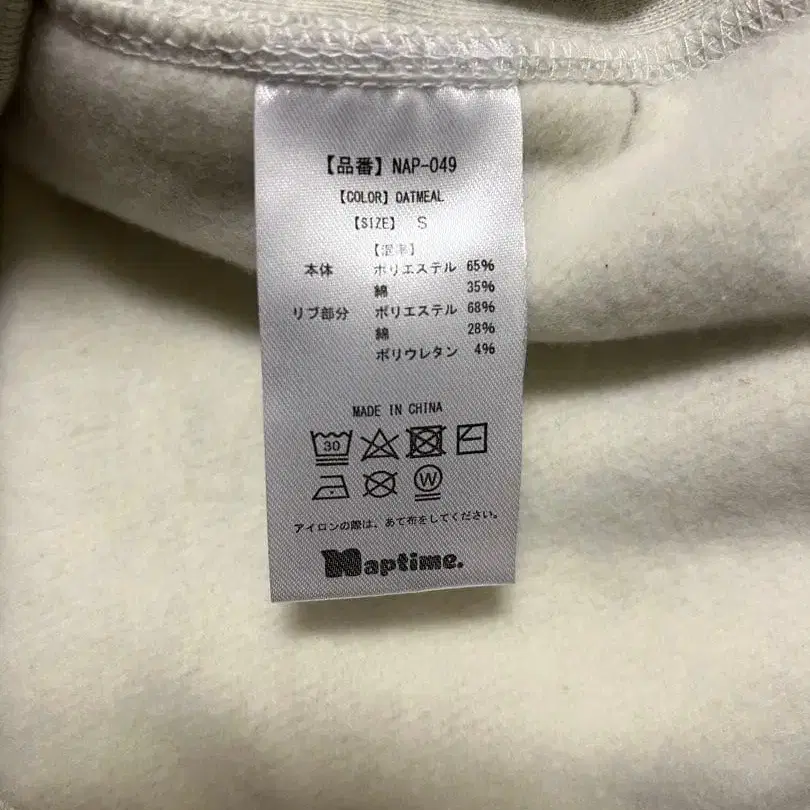 【品番】NAP-049
【COLOR】OATMEAL
【SIZE】 S
【混率】
本体 ポリエステル 65%
綿 35%
リブ部分 ポリエステル 68%
綿 28%
ポリウレタン 4%
MADE IN CHINA
30
W
アイロンの際は、あて布をしてください。
Naptime.